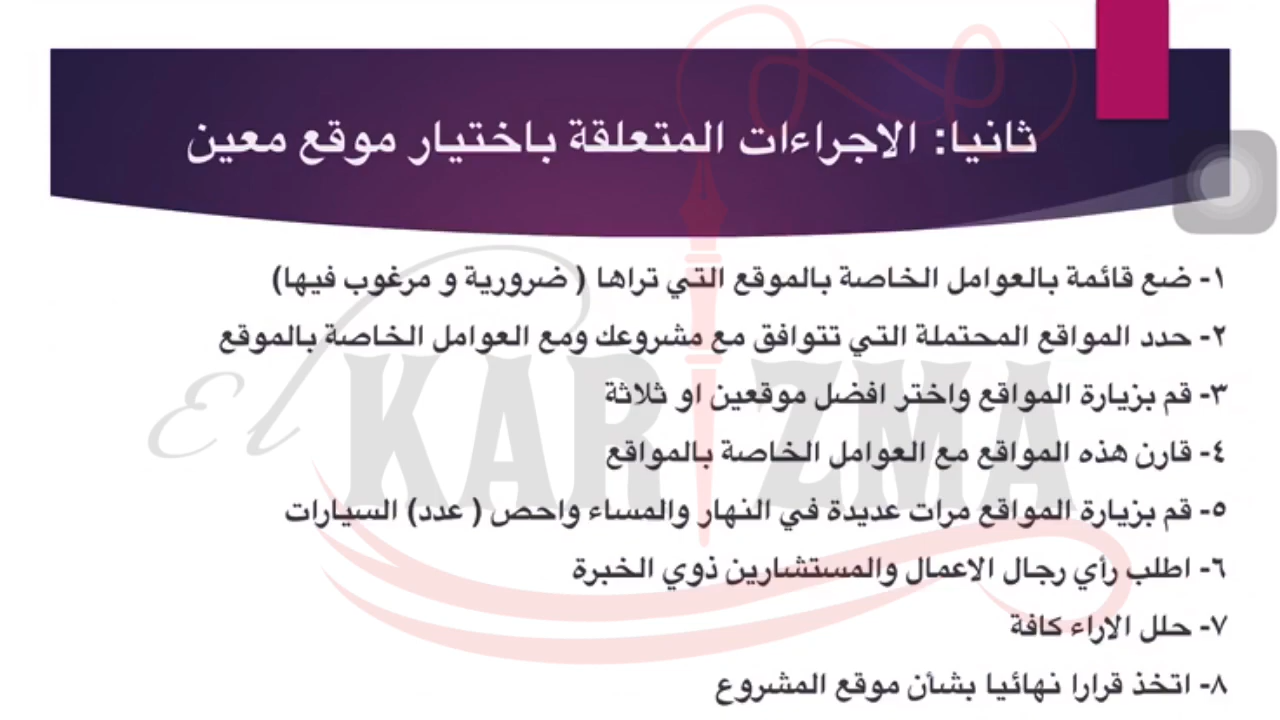 ثانيا: الاجراءات المتعلقة باختيار موقع معين
١- ضع قائمة بالعوامل الخاصة بالموقع التي تراها ( ضرورية و مرغوب فيها)
٢- حدد المواقع المحتملة التي تتوافق مع مشروعك ومع العوامل الخاصة بالموقع
٣- قم بزيارة المواقع واختر افضل موقعين او ثلاثة
٤- قارن هذه المواقع مع العوامل الخاصة بالمواقع
٥- قم بزيارة المواقع مرات عديدة في النهار والمساء واحص ( عدد) السيارات
٦- اطلب رأي رجال الاعمال والمستشارين ذوي الخبرة
٧- حلل الاراء كافة
٨- اتخذ قرارا نهائيا بشأن موقع المشروع
El KARIZMA